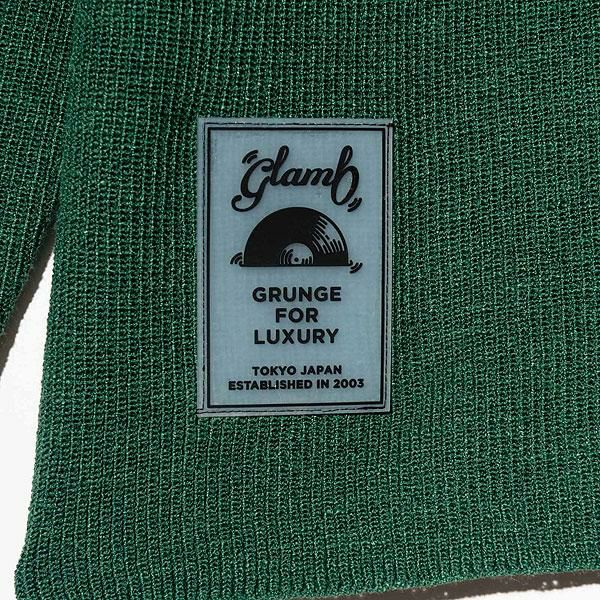 glamb
GRUNGE
FOR
LUXURY
TOKYO JAPAN
ESTABLISHED IN 2003